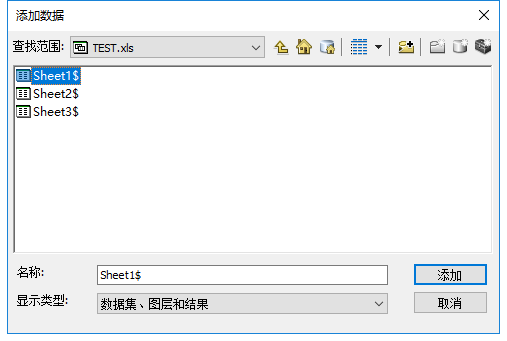 添加数据
查找范围: TEST.xls
Sheet1$
Sheet2$
Sheet3$
名称: Sheet1$ 添加
显示类型: 数据集、图层和结果 取消